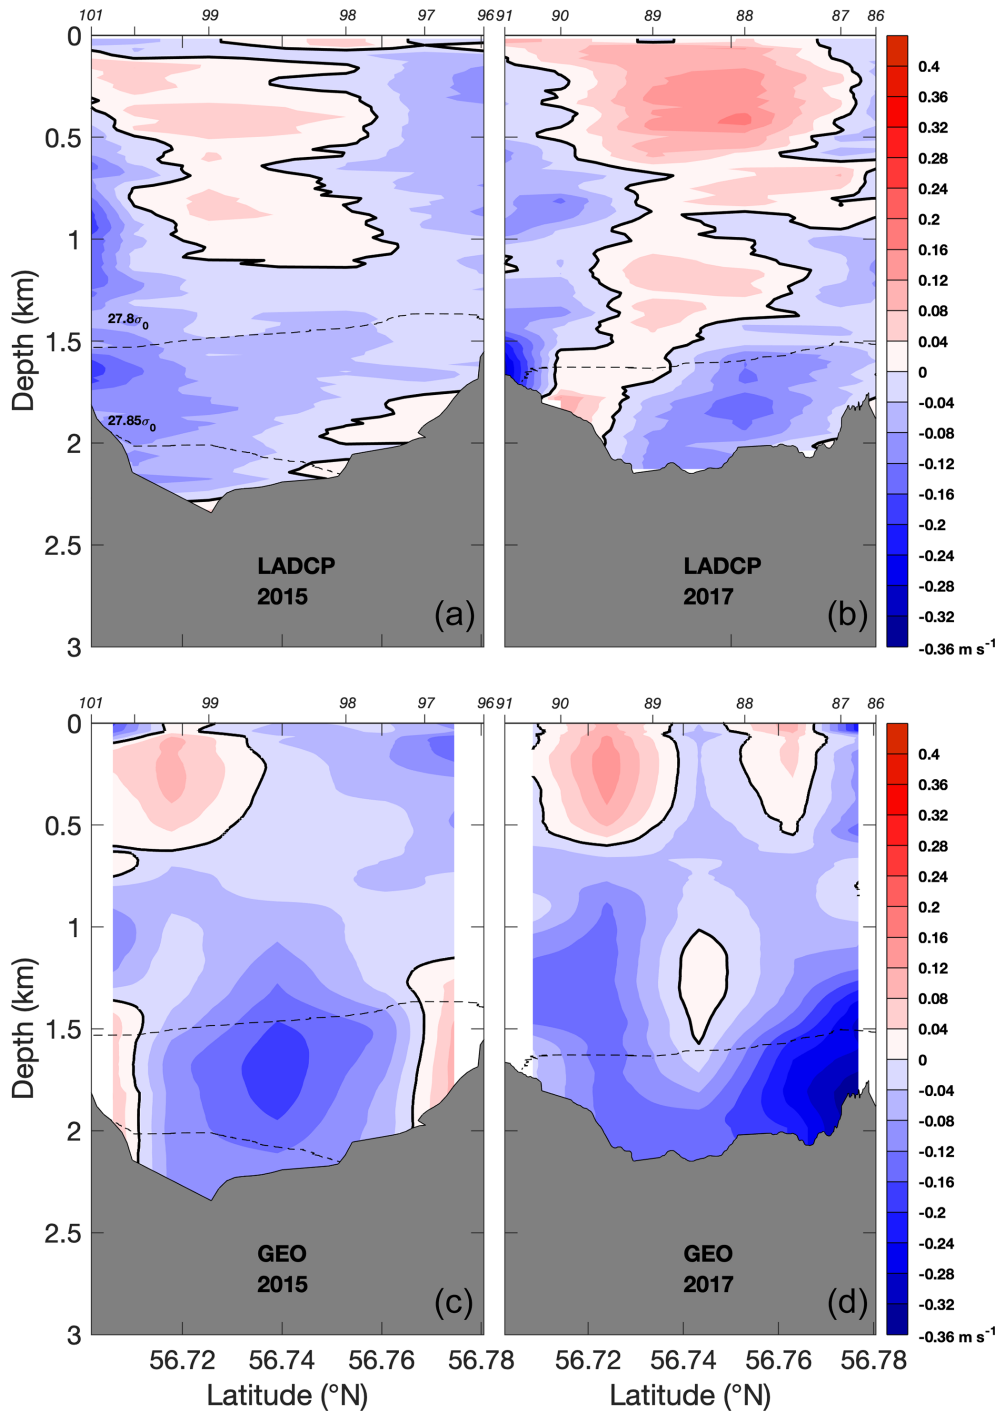 101 99 98 97 96
91 90 89 88 87 86
0
0.5
1
1.5
2
2.5
3
Depth (km)
27.8σ0
27.85σ0
LADCP
2015
(a)
LADCP
2017
(b)
0.4
0.36
0.32
0.28
0.24
0.2
0.16
0.12
0.08
0.04
0
-0.04
-0.08
-0.12
-0.16
-0.2
-0.24
-0.28
-0.32
-0.36 m s-1
101 99 98 97 96
91 90 89 88 87 86
0
0.5
1
1.5
2
2.5
3
Depth (km)
GEO
2015
(c)
GEO
2017
(d)
0.4
0.36
0.32
0.28
0.24
0.2
0.16
0.12
0.08
0.04
0
-0.04
-0.08
-0.12
-0.16
-0.2
-0.24
-0.28
-0.32
-0.36 m s-1
56.72 56.74 56.76 56.78
56.72 56.74 56.76 56.78
Latitude (°N)
Latitude (°N)